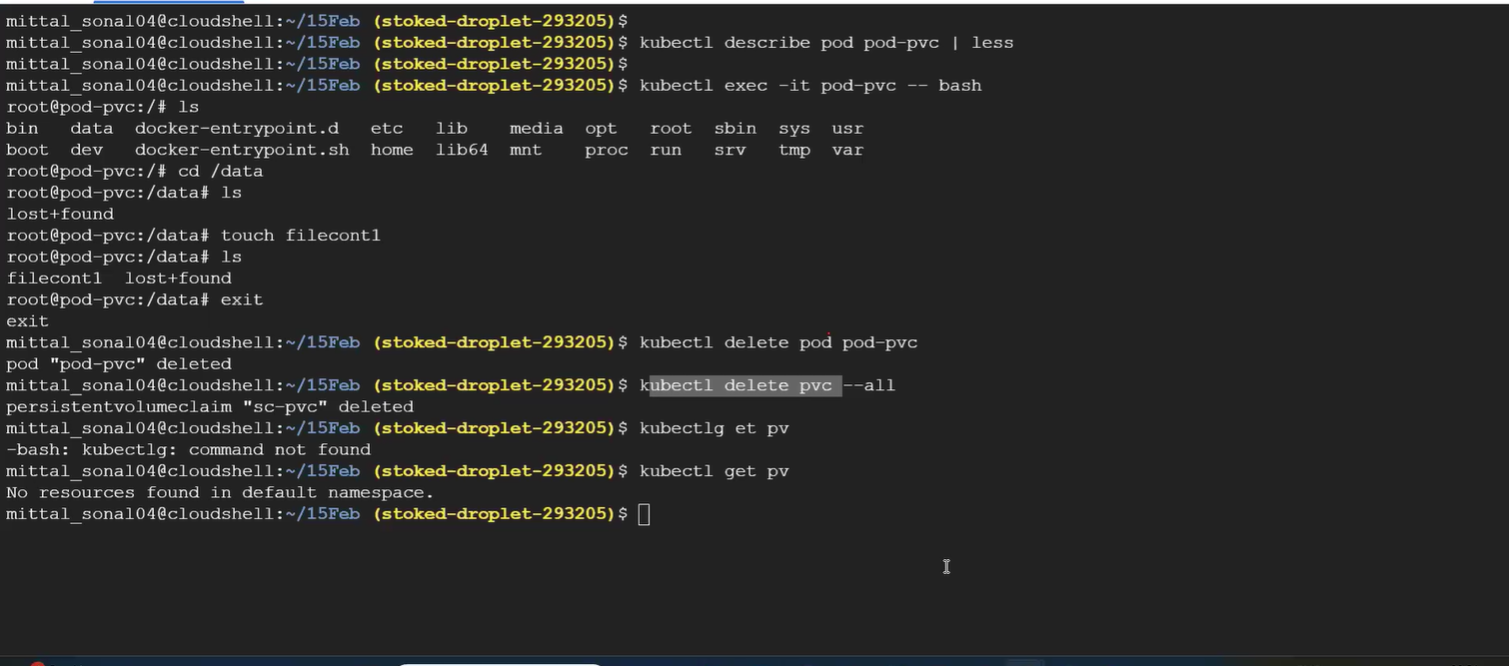 mittal_sonal04@cloudshell:~/15Feb (stoked-droplet-293205)$
mittal_sonal04@cloudshell:~/15Feb (stoked-droplet-293205)$ kubectl describe pod pod-pvc | less
mittal_sonal04@cloudshell:~/15Feb (stoked-droplet-293205)$
mittal_sonal04@cloudshell:~/15Feb (stoked-droplet-293205)$ kubectl exec -it pod-pvc -- bash
root@pod-pvc:/# ls
bin data docker-entrypoint.d etc lib media opt root sbin sys usr
boot dev docker-entrypoint.sh home lib64 mnt proc run srv tmp var
root@pod-pvc:/# cd /data
root@pod-pvc:/data# ls
lost+found
root@pod-pvc:/data# touch filecont1
root@pod-pvc:/data# ls
filecont1 lost+found
root@pod-pvc:/data# exit
exit
mittal_sonal04@cloudshell:~/15Feb (stoked-droplet-293205)$ kubectl delete pod pod-pvc
pod "pod-pvc" deleted
mittal_sonal04@cloudshell:~/15Feb (stoked-droplet-293205)$ kubectl delete pvc --all
persistentvolumeclaim "sc-pvc" deleted
mittal_sonal04@cloudshell:~/15Feb (stoked-droplet-293205)$ kubectlg et pv
-bash: kubectlg: command not found
mittal_sonal04@cloudshell:~/15Feb (stoked-droplet-293205)$ kubectl get pv
No resources found in default namespace.
mittal_sonal04@cloudshell:~/15Feb (stoked-droplet-293205)$